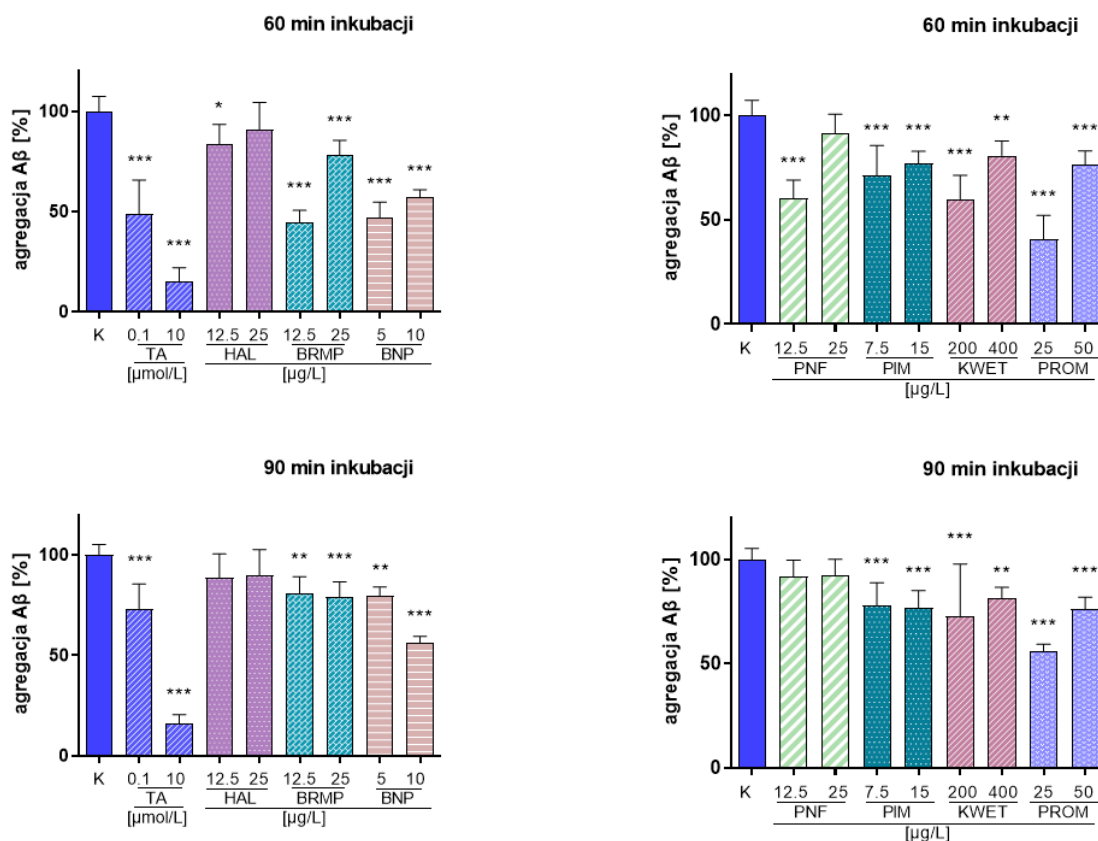 60 min inkubacji
agregacja Aβ [%]
100
50
0
*
***
***
***
***
***
***
K 0.1 10 12.5 25 12.5 25 5 10
TA HAL BRMP BNP
[µmol/L] [µg/L]
60 min inkubacji
agregacja Aβ [%]
100
50
0
***
***
***
***
**
***
***
K 12.5 25 7.5 15 200 400 25 50
PNF PIM KWET PROM
[µg/L]
90 min inkubacji
agregacja Aβ [%]
100
50
0
***
***
**
***
**
***
K 0.1 10 12.5 25 12.5 25 5 10
TA HAL BRMP BNP
[µmol/L] [µg/L]
90 min inkubacji
agregacja Aβ [%]
100
50
0
***
***
***
**
***
***
K 12.5 25 7.5 15 200 400 25 50
PNF PIM KWET PROM
[µg/L]